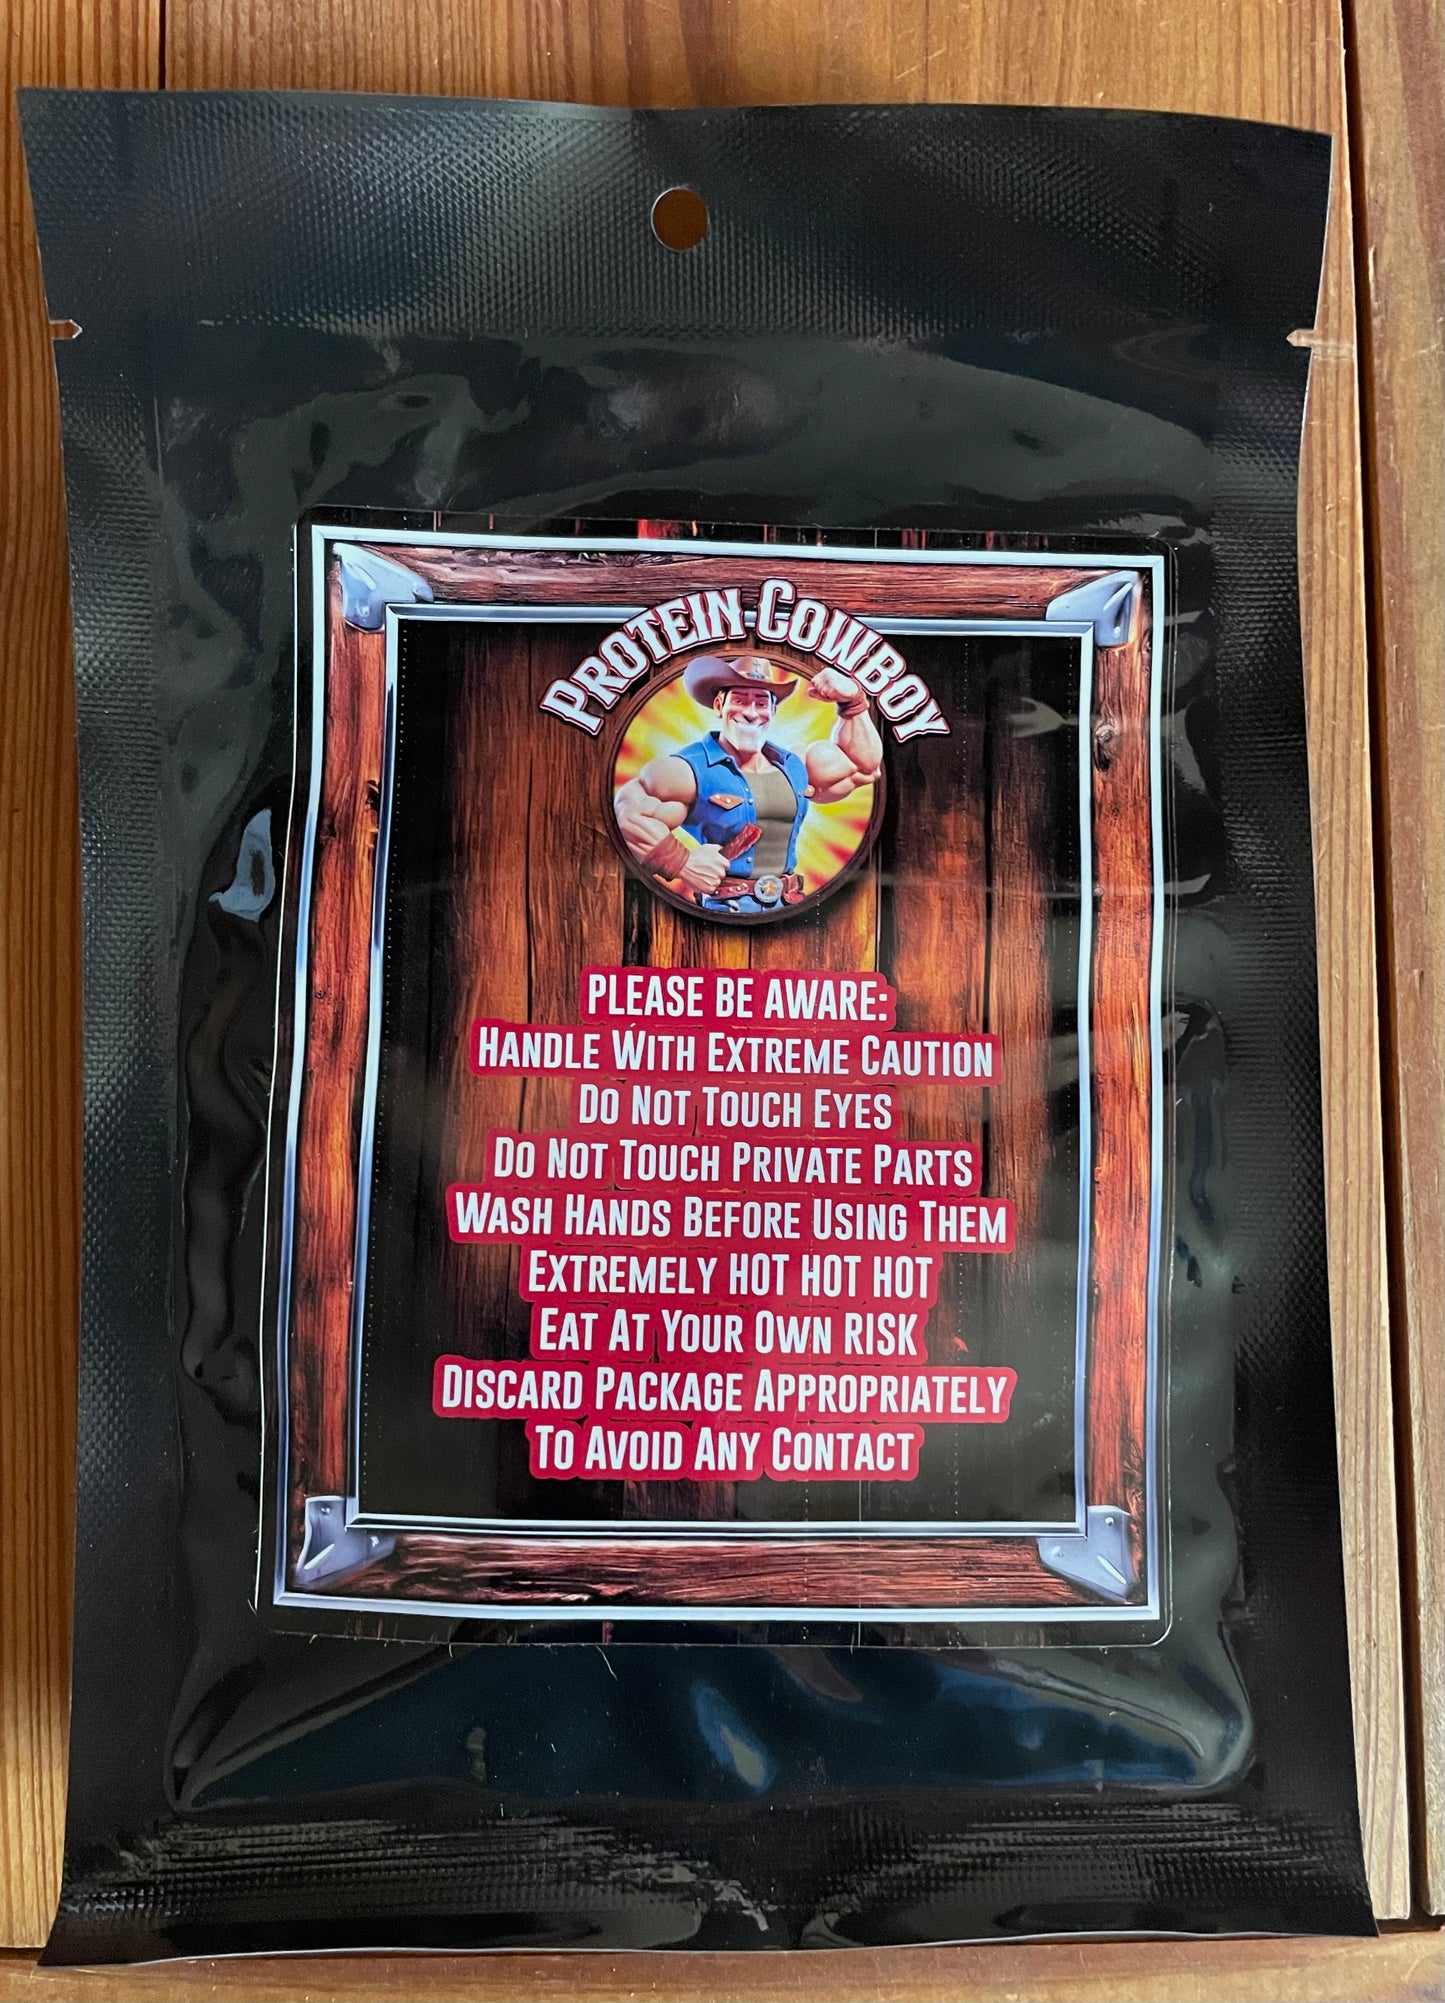 Protein Cowboy
PLEASE BE AWARE:
Handle With Extreme Caution
Do Not Touch Eyes
Do Not Touch Private Parts
Wash Hands Before Using Them
Extremely HOT HOT HOT
Eat At Your Own RISK
Discard Package Appropriately
To Avoid Any Contact